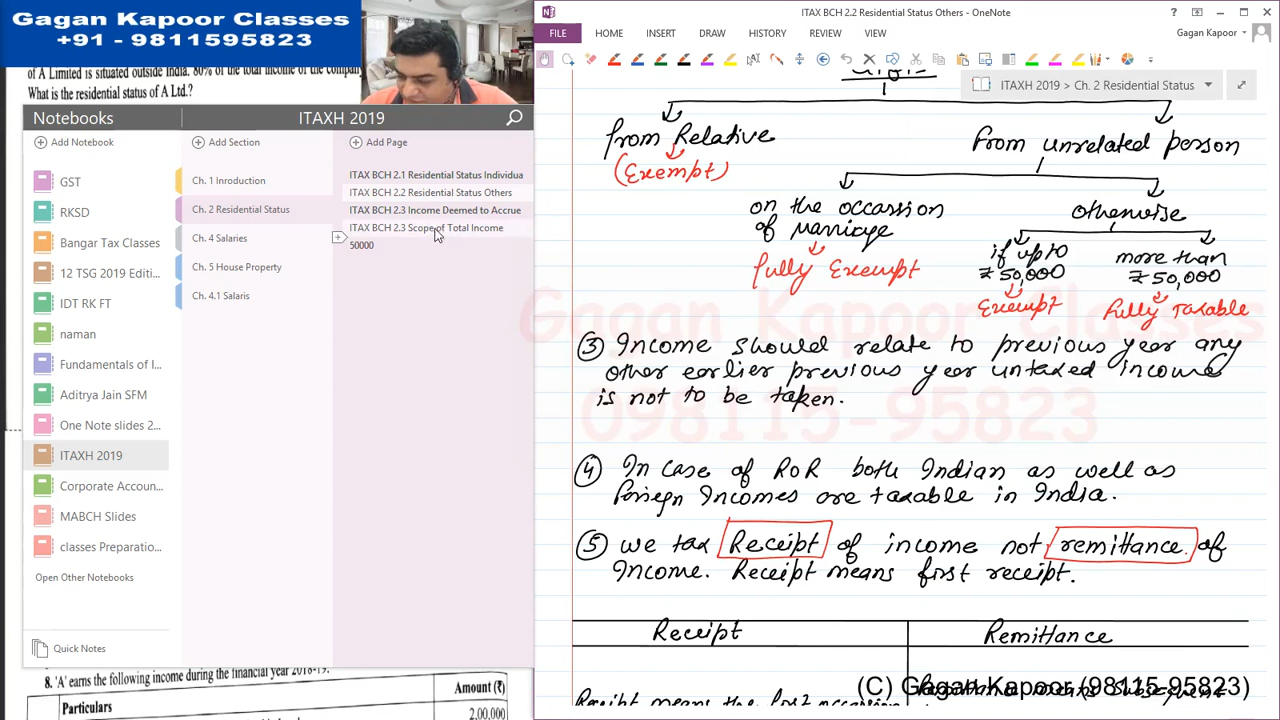 Gagan Kapoor Classes
+91 - 9811595823
of A Limited is situated outside India. 80% of the total income of the company
What is the residential status of A Ltd.?
Notebooks
ITAXH 2019
Add Notebook
Add Section
Add Page
GST
RKSD
Bangar Tax Classes
12 TSG 2019 Editi...
IDT RK FT
naman
Fundamentals of I...
Aditrya Jain SFM
One Note slides 2...
ITAXH 2019
Corporate Accoun...
MABCH Slides
classes Preparatio...
Open Other Notebooks
Quick Notes
Ch. 1 Inroduction
Ch. 2 Residential Status
Ch. 4 Salaries
Ch. 5 House Property
Ch. 4.1 Salaris
ITAX BCH 2.1 Residential Status Individua
ITAX BCH 2.2 Residential Status Others
ITAX BCH 2.3 Income Deemed to Accrue
ITAX BCH 2.3 Scope of Total Income
50000
8. 'A' earns the following income during the financial year 2018-19.
Particulars
Amount (₹)
2,00,000
ITAX BCH 2.2 Residential Status Others - OneNote
FILE HOME INSERT DRAW HISTORY REVIEW VIEW
Gagan Kapoor
ITAXH 2019 > Ch. 2 Residential Status
from Relative
(Exempt)
From unrelated person
on the occassion
of marriage
fully Exempt
otherwise
if upto
₹50,000
Exempt
more than
₹50,000
fully Taxable
③ Income should relate to previous year any
other earlier previous year untaxed income
is not to be taken.
④ In case of ROR both Indian as well as
foreign Incomes are taxable in India.
⑤ we tax Receipt of income not remittance of
Income. Receipt means first receipt.
Receipt
Remittance
Receipt means the first occassion
Gagan Kapoor Classes
098115-95823
(C) Gagan Kapoor (98115-95823)